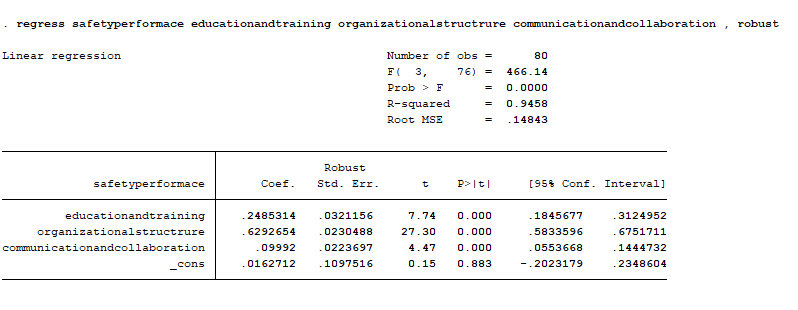 . regress safetyperformace educationandtraining organizationalstructrure communicationandcollaboration , robust
Linear regression Number of obs = 80
F( 3, 76) = 466.14
Prob > F = 0.0000
R-squared = 0.9458
Root MSE = .14843
Robust
safetyperformace Coef. Std. Err. t P>|t| [95% Conf. Interval]
educationandtraining .2485314 .0321156 7.74 0.000 .1845677 .3124952
organizationalstructrure .6292654 .0230488 27.30 0.000 .5833596 .6751711
communicationandcollaboration .09992 .0223697 4.47 0.000 .0553668 .1444732
_cons .0162712 .1097516 0.15 0.883 -.2023179 .2348604